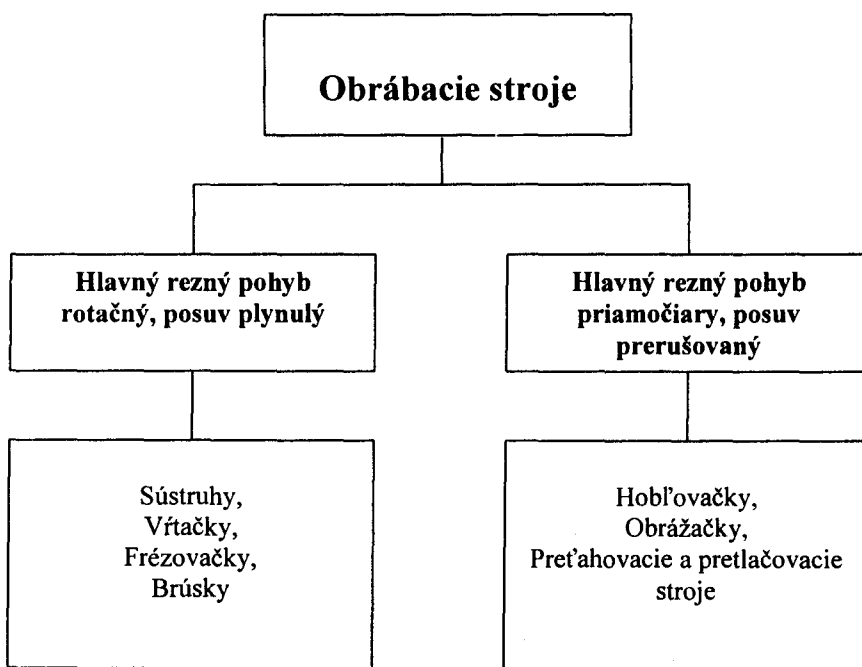 Obrábacie stroje
Hlavný rezný pohyb
rotačný, posuv plynulý
Hlavný rezný pohyb
priamočiary, posuv
prerušovaný
Sústruhy,
Vŕtačky,
Frézovačky,
Brúsky
Hobľovačky,
Obrážačky,
Preťahovacie a pretlačovacie
stroje